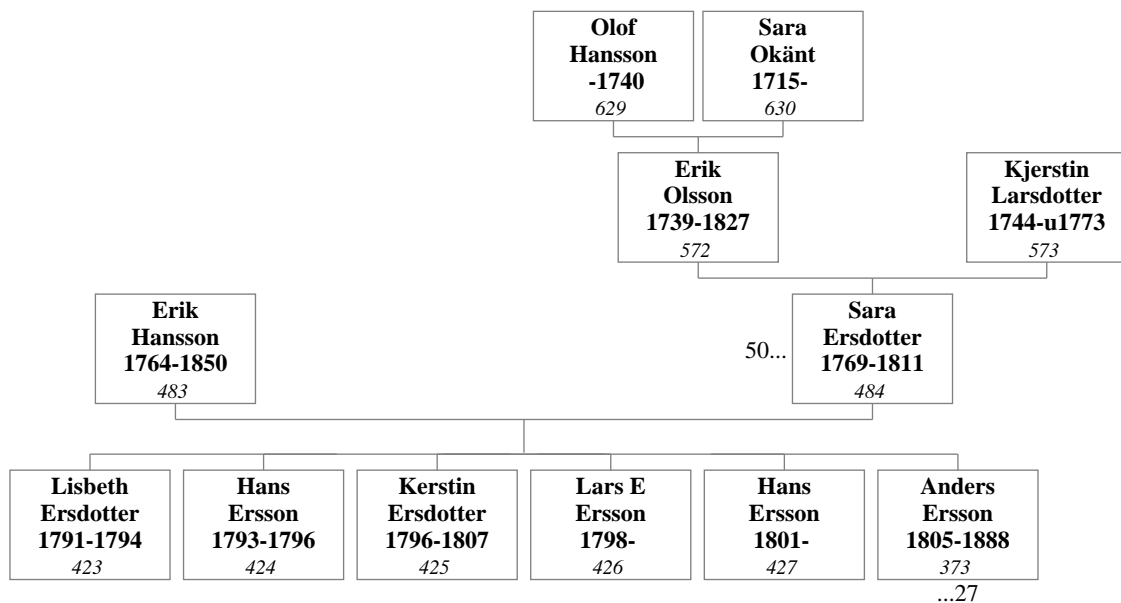 Olof
Hansson
-1740
629
Sara
Okänt
1715-
630
Erik
Olsson
1739-1827
572
Kjerstin
Larsdotter
1744-u1773
573
Erik
Hansson
1764-1850
483
50...
Sara
Ersdotter
1769-1811
484
Lisbeth
Ersdotter
1791-1794
423
Hans
Ersson
1793-1796
424
Kerstin
Ersdotter
1796-1807
425
Lars E
Ersson
1798-
426
Hans
Ersson
1801-
427
Anders
Ersson
1805-1888
373
...27